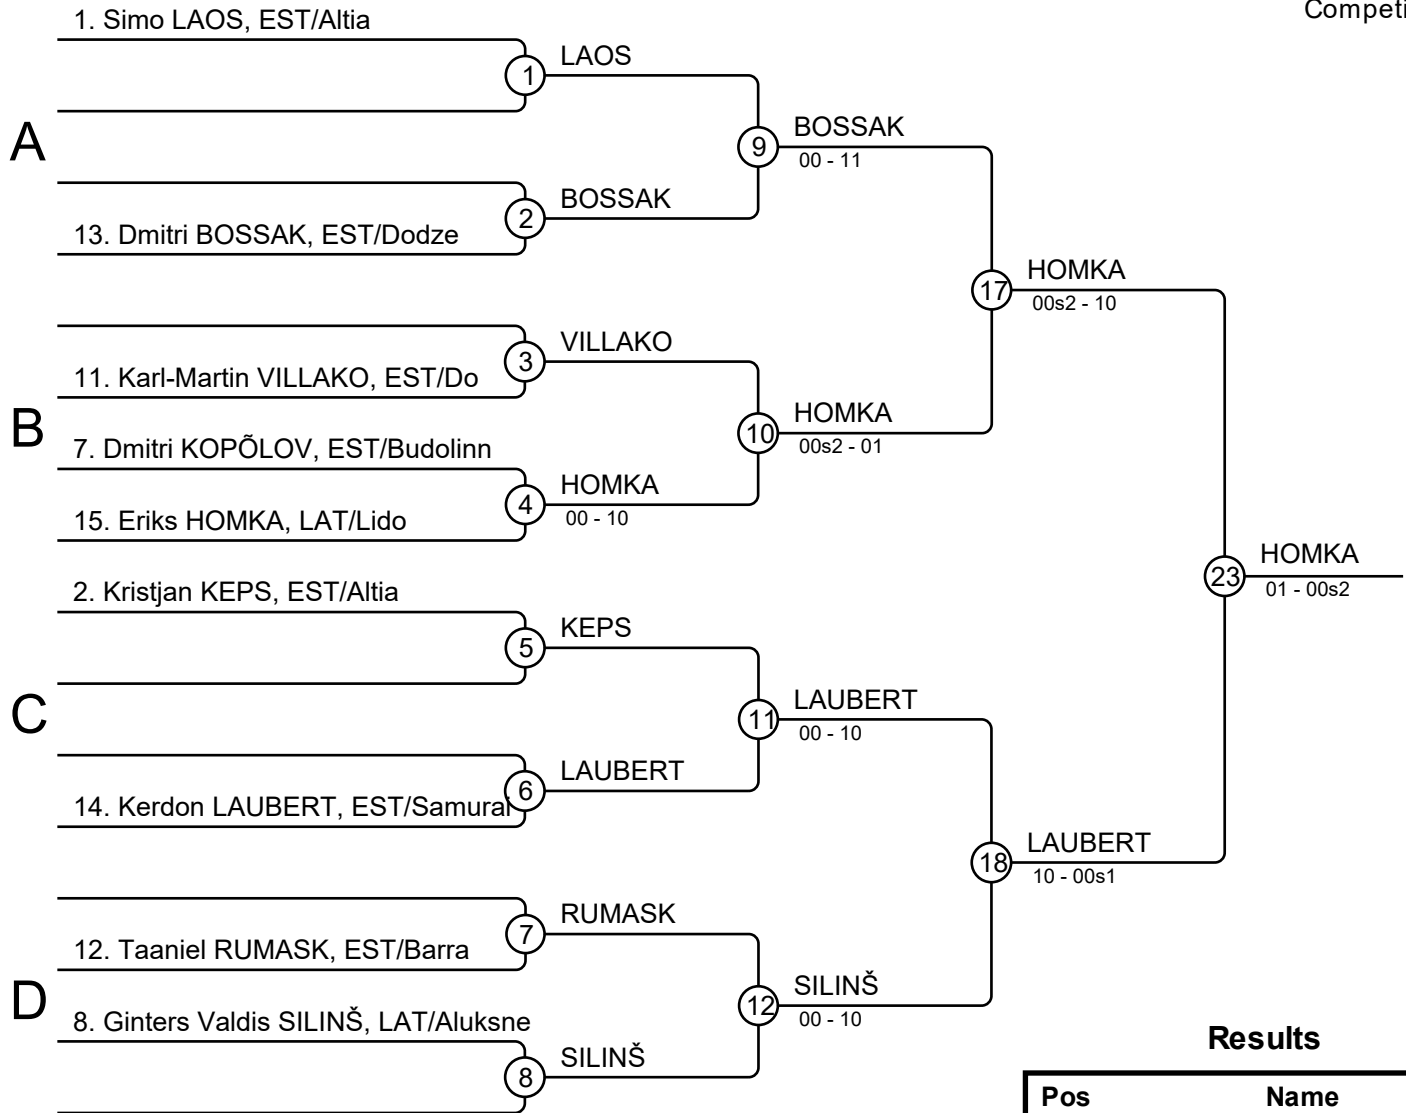 Competi
1. Simo LAOS, EST/Altia
1
LAOS
A
9
BOSSAK
00 - 11
2
BOSSAK
13. Dmitri BOSSAK, EST/Dodze
17
HOMKA
00s2 - 10
3
VILLAKO
11. Karl-Martin VILLAKO, EST/Do
B
10
HOMKA
00s2 - 01
7. Dmitri KOPÕLOV, EST/Budolinn
4
HOMKA
00 - 10
15. Eriks HOMKA, LAT/Lido
23
HOMKA
01 - 00s2
2. Kristjan KEPS, EST/Altia
5
KEPS
C
11
LAUBERT
00 - 10
6
LAUBERT
14. Kerdon LAUBERT, EST/Samurai
18
LAUBERT
10 - 00s1
7
RUMASK
12. Taaniel RUMASK, EST/Barra
D
12
SILINŠ
00 - 10
8. Ginters Valdis SILINŠ, LAT/Aluksne
8
SILINŠ
Results
Pos Name